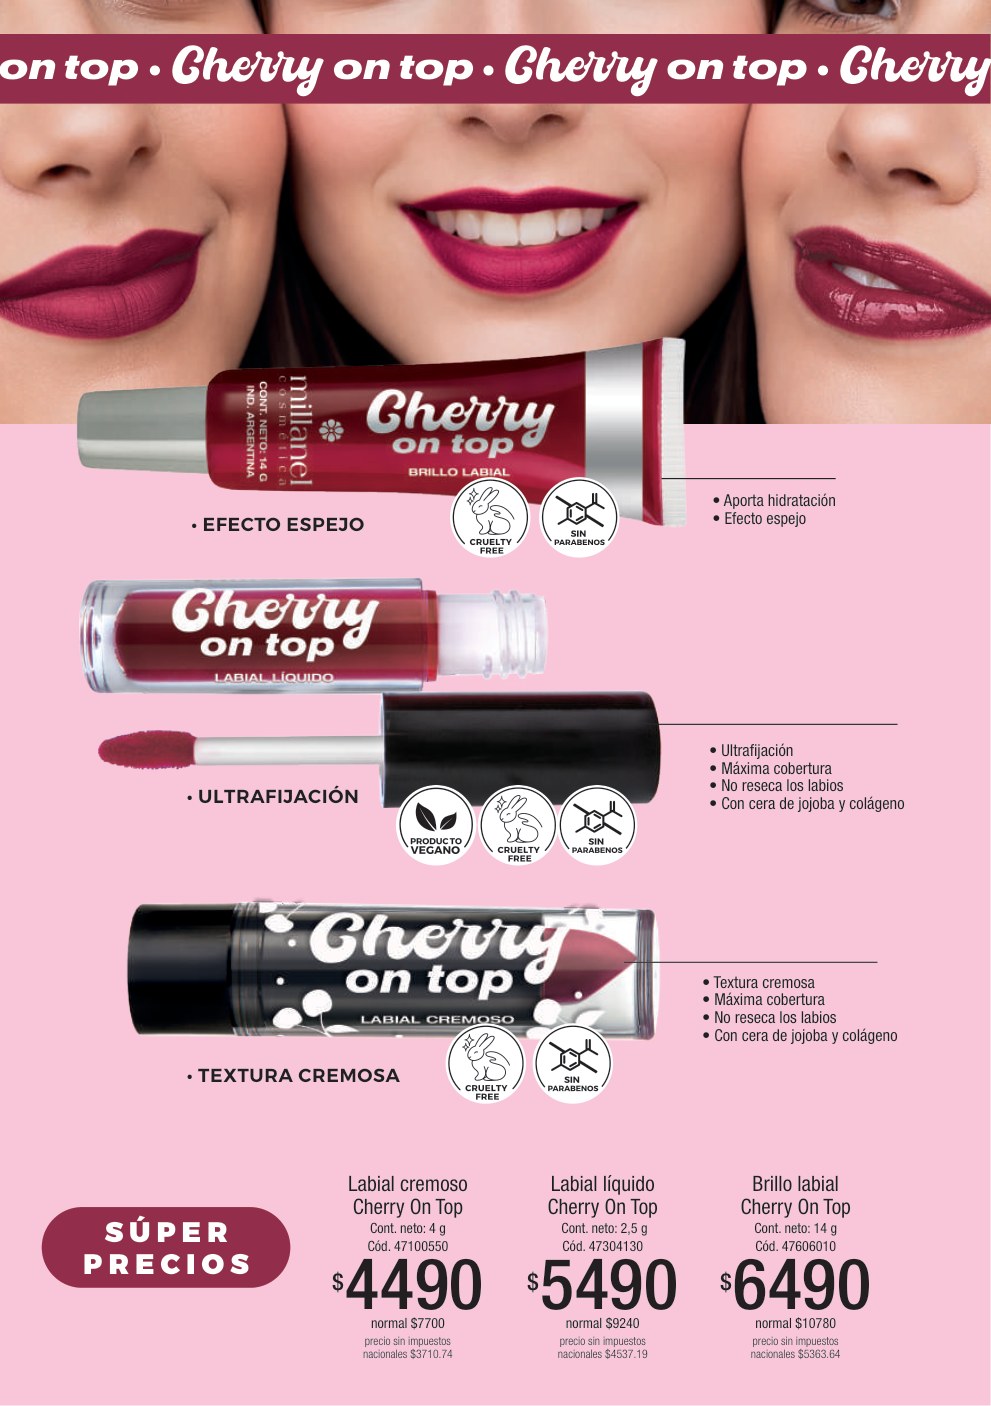 on top • Cherry on top • Cherry on top • Cherry
millanel
cosmética
CONT. NETO: 14 G
IND. ARGENTINA
Cherry
on top
BRILLO LABIAL
• EFECTO ESPEJO
CRUELTY
FREE
SIN
PARABENOS
• Aporta hidratación
• Efecto espejo
Cherry
on top
LABIAL LÍQUIDO
• ULTRAFIJACIÓN
PRODUCTO
VEGANO
CRUELTY
FREE
SIN
PARABENOS
• Ultrafijación
• Máxima cobertura
• No reseca los labios
• Con cera de jojoba y colágeno
Cherry
on top
LABIAL CREMOSO
• TEXTURA CREMOSA
CRUELTY
FREE
SIN
PARABENOS
• Textura cremosa
• Máxima cobertura
• No reseca los labios
• Con cera de jojoba y colágeno
SÚPER
PRECIOS
Labial cremoso
Cherry On Top
Cont. neto: 4 g
Cód. 47100550
$4490
normal $7700
precio sin impuestos
nacionales $3710.74
Labial líquido
Cherry On Top
Cont. neto: 2,5 g
Cód. 47304130
$5490
normal $9240
precio sin impuestos
nacionales $4537.19
Brillo labial
Cherry On Top
Cont. neto: 14 g
Cód. 47606010
$6490
normal $10780
precio sin impuestos
nacionales $5363.64